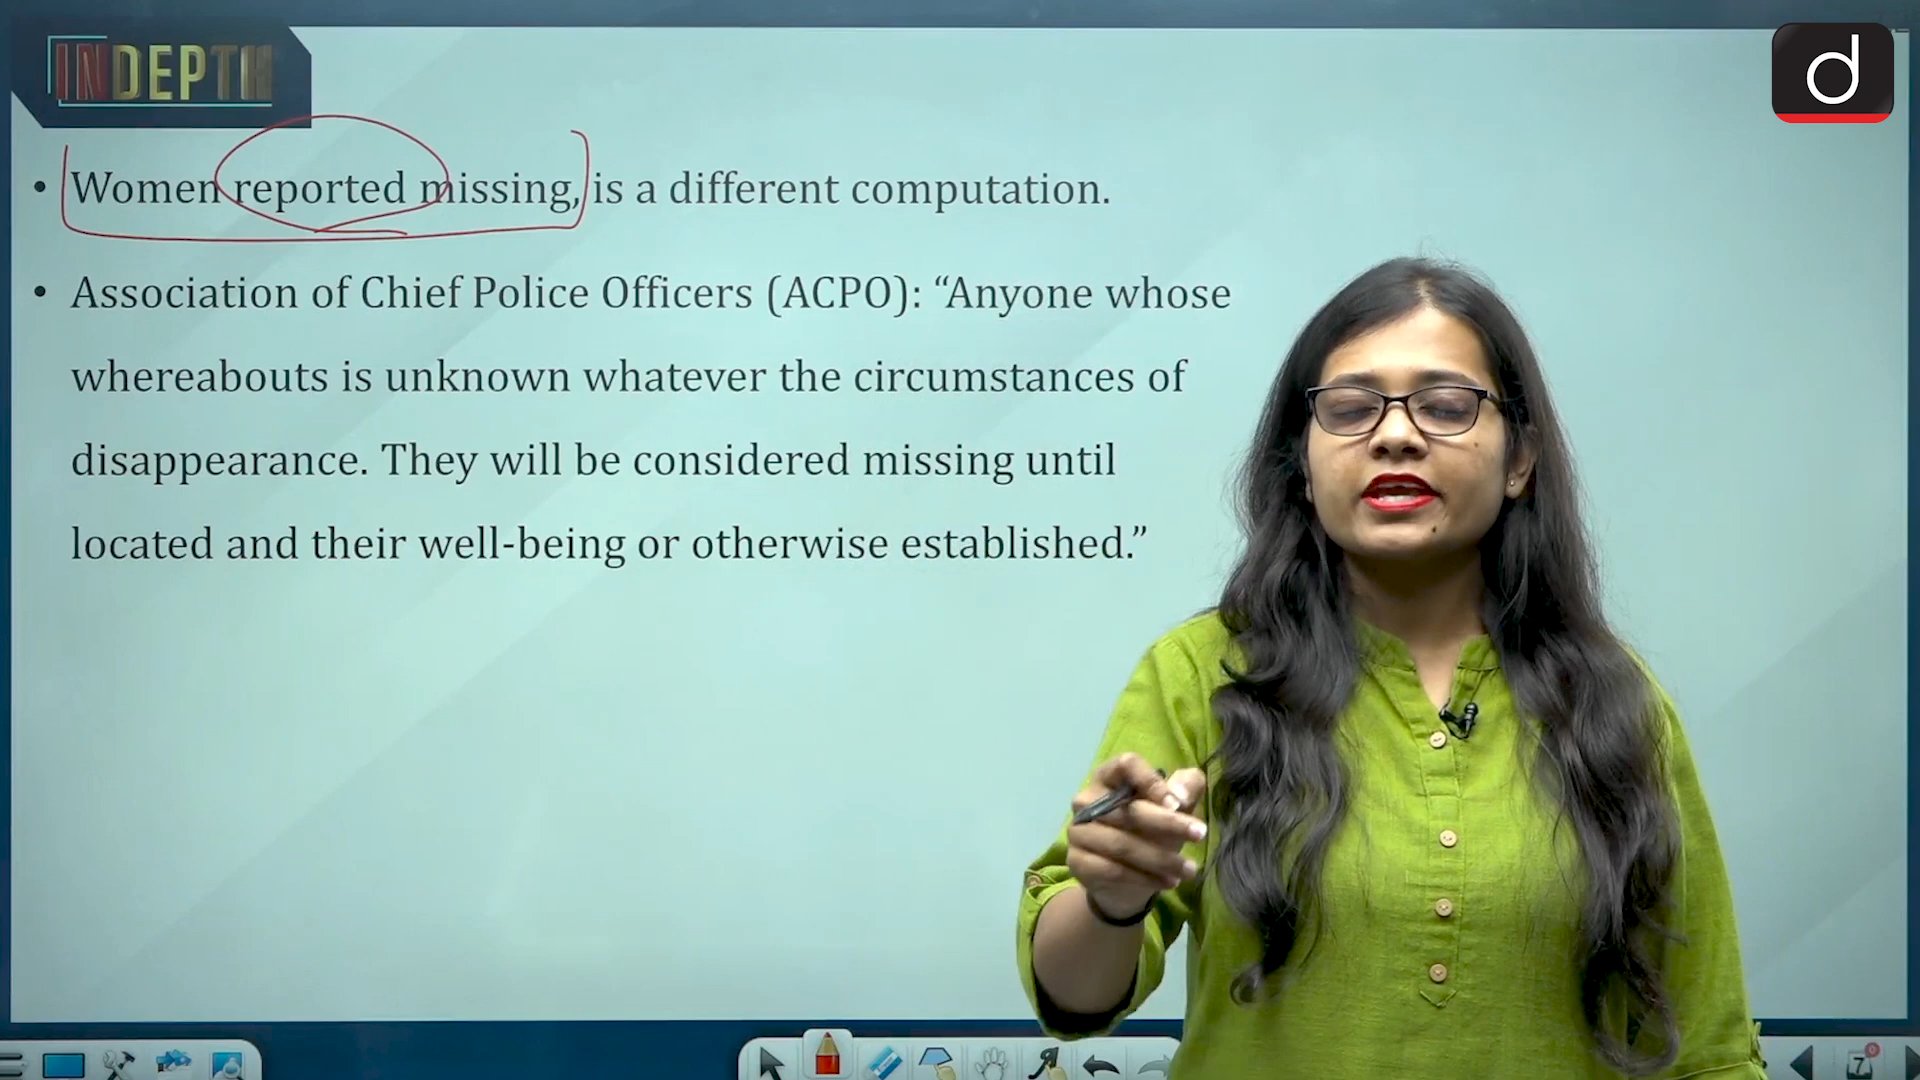 INDEPTH
d
• Women reported missing, is a different computation.
• Association of Chief Police Officers (ACPO): “Anyone whose
whereabouts is unknown whatever the circumstances of
disappearance. They will be considered missing until
located and their well-being or otherwise established.”
7